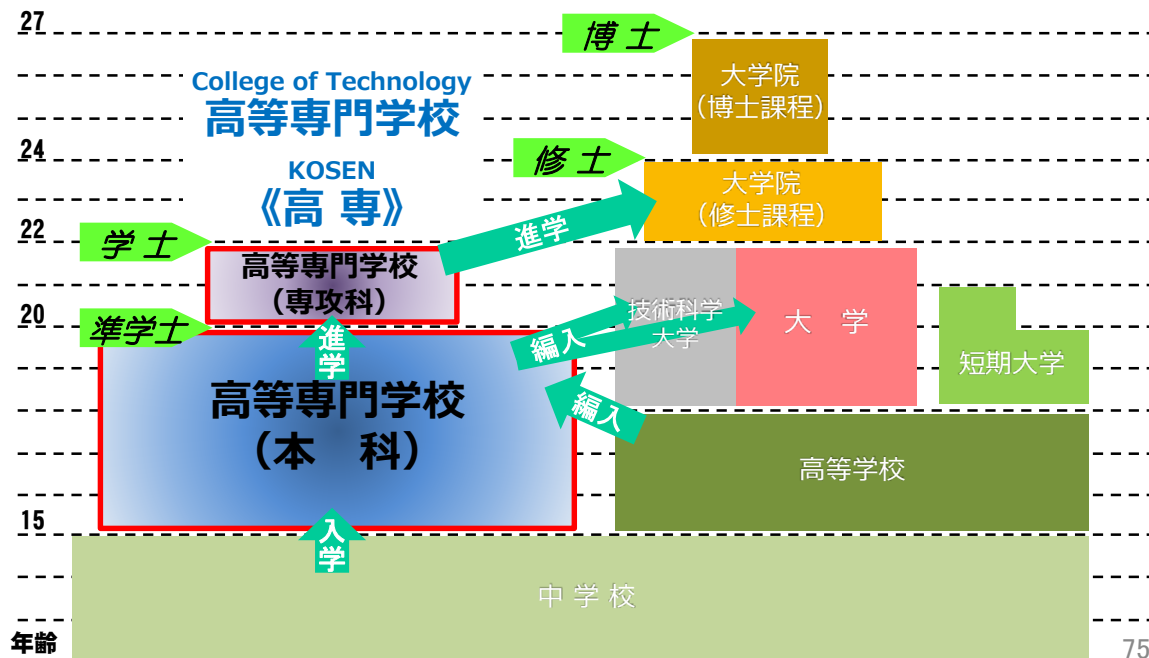 27
博 士
大学院
（博士課程）
College of Technology
高等専門学校
24
修 士
KOSEN
《高 専》
大学院
（修士課程）
進学
22
学 士
高等専門学校
（専攻科）
技術科学
大学
大　学
短期大学
20
準学士
進学
編入
高等専門学校
（本　科）
編入
高等学校
15
入学
中 学 校
年齢
75